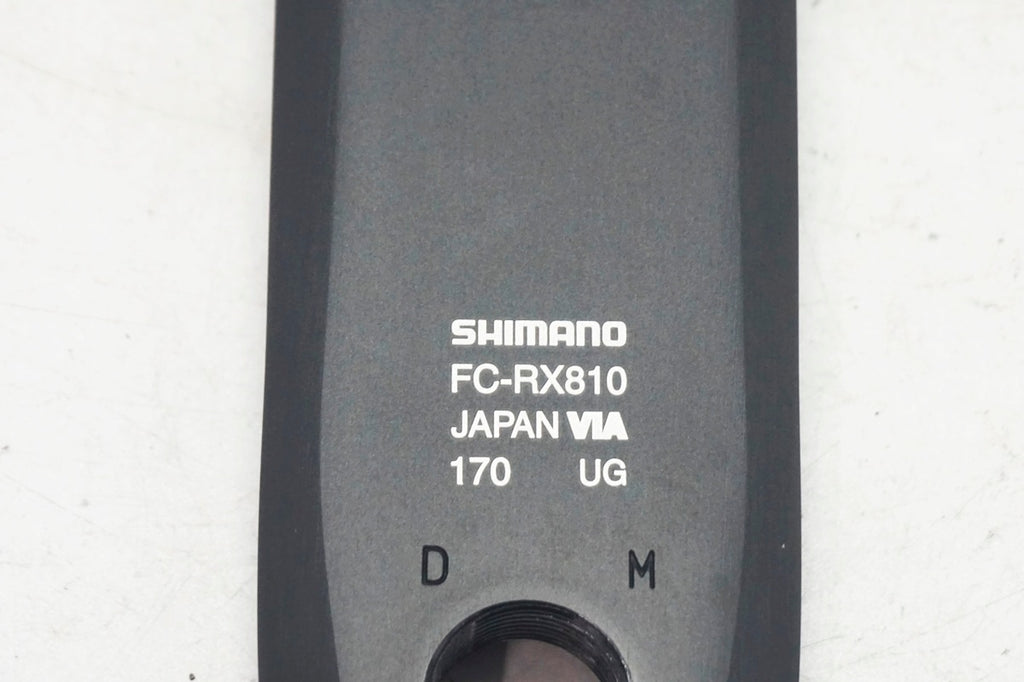 SHIMANO
FC-RX810
JAPAN VIA
170 UG
D M